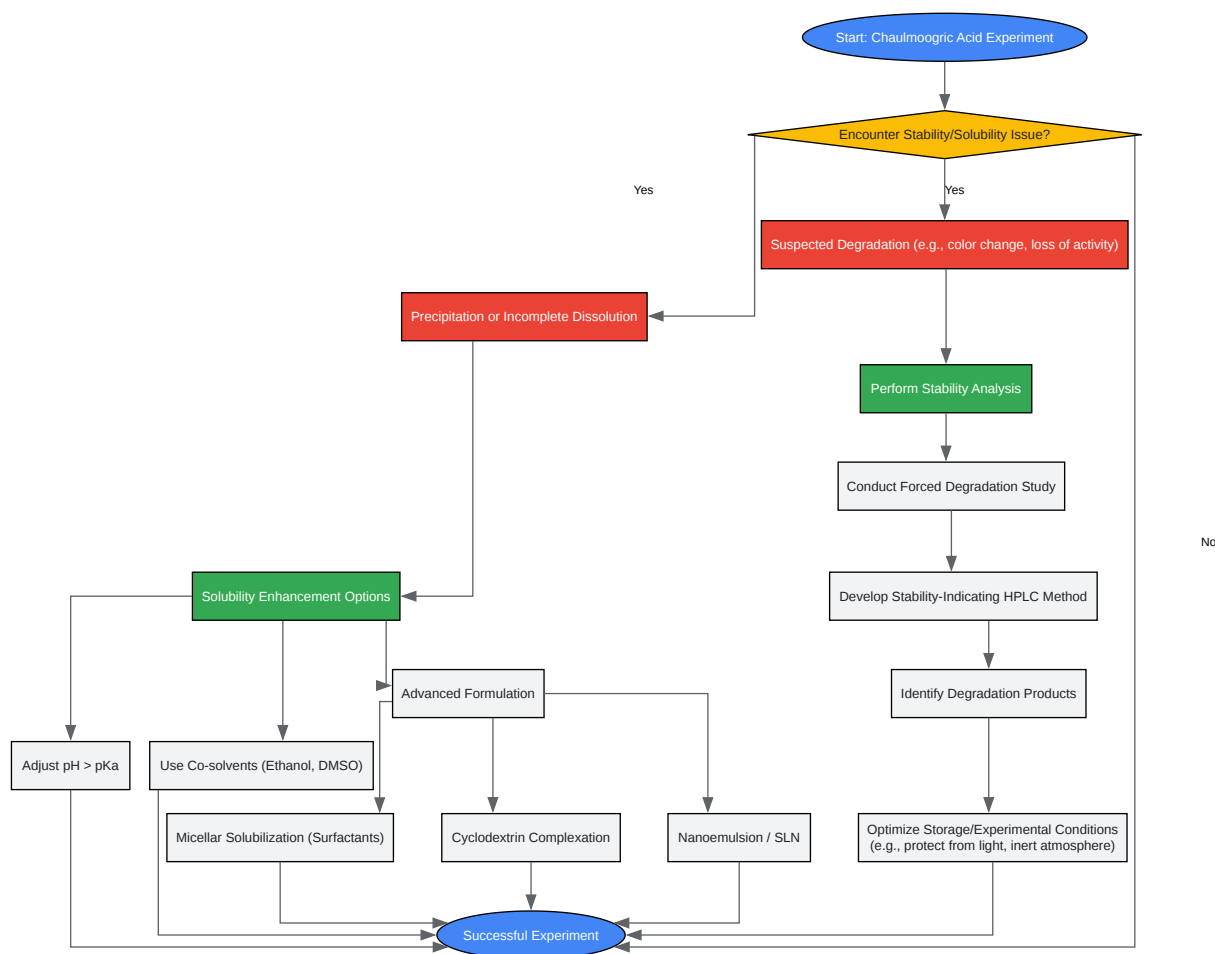 Start: Chaulmoogric Acid Experiment
Encounter Stability/Solubility Issue?
Yes
Yes
Suspected Degradation (e.g., color change, loss of activity)
Precipitation or Incomplete Dissolution
Perform Stability Analysis
Conduct Forced Degradation Study
No
Solubility Enhancement Options
Develop Stability-Indicating HPLC Method
Advanced Formulation
Identify Degradation Products
Adjust pH > pKa
Use Co-solvents (Ethanol, DMSO)
Micellar Solubilization (Surfactants)
Cyclodextrin Complexation
Nanoemulsion / SLN
Optimize Storage/Experimental Conditions
(e.g., protect from light, inert atmosphere)
Successful Experiment